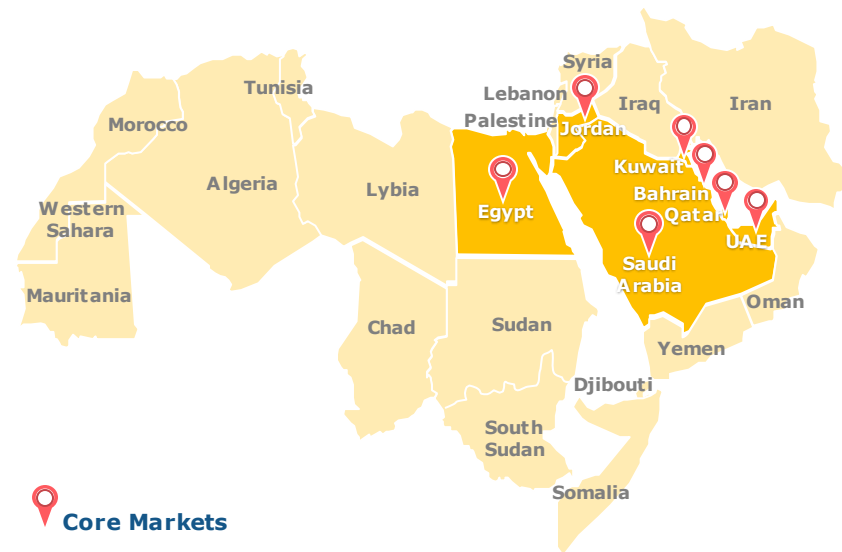 Syria
Tunisia
Lebanon
Iraq
Iran
Palestine
Morocco
Jordan
Kuwait
Algeria
Lybia
Bahrain
Western
Sahara
Egypt
Qatar
UAE
Saudi
Arabia
Mauritania
Oman
Chad
Sudan
Yemen
Djibouti
South
Sudan
Somalia
Core Markets